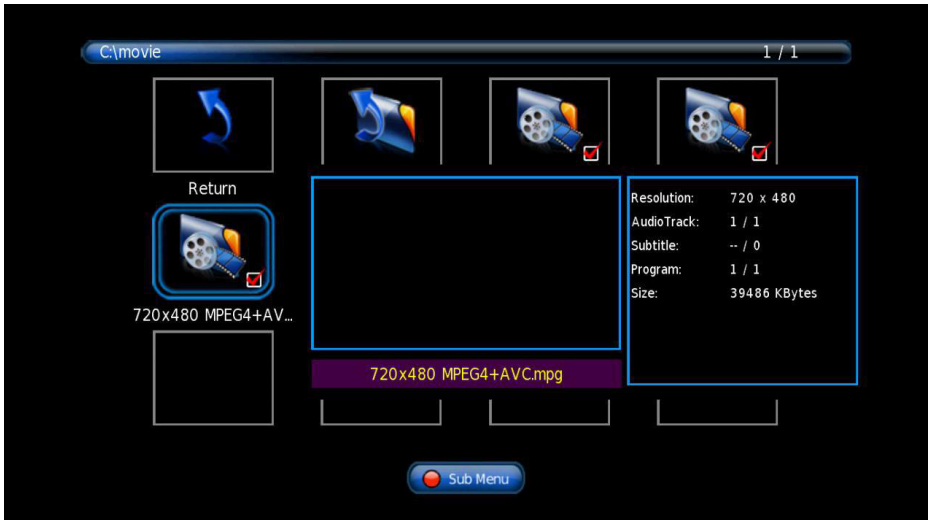 C:\movie 1 / 1
Return
Resolution: 720 x 480
AudioTrack: 1 / 1
Subtitle: -- / 0
Program: 1 / 1
Size: 39486 KBytes
720x480 MPEG4+AV...
720x480 MPEG4+AVC.mpg
Sub Menu